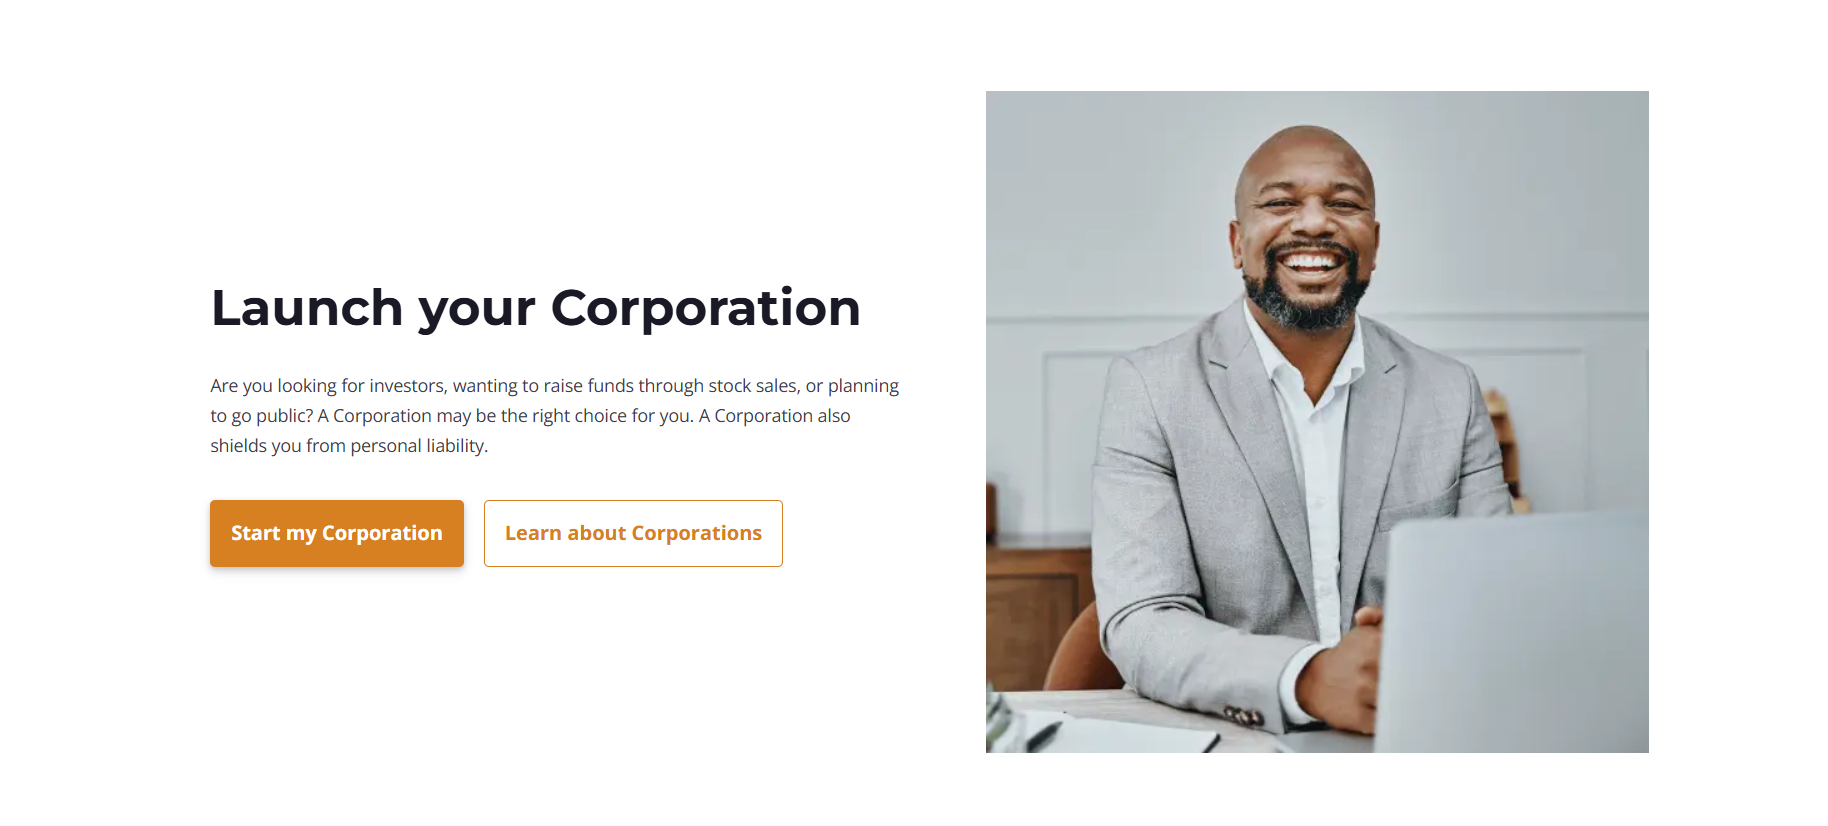 Launch your Corporation
Are you looking for investors, wanting to raise funds through stock sales, or planning
to go public? A Corporation may be the right choice for you. A Corporation also
shields you from personal liability.
Start my Corporation
Learn about Corporations